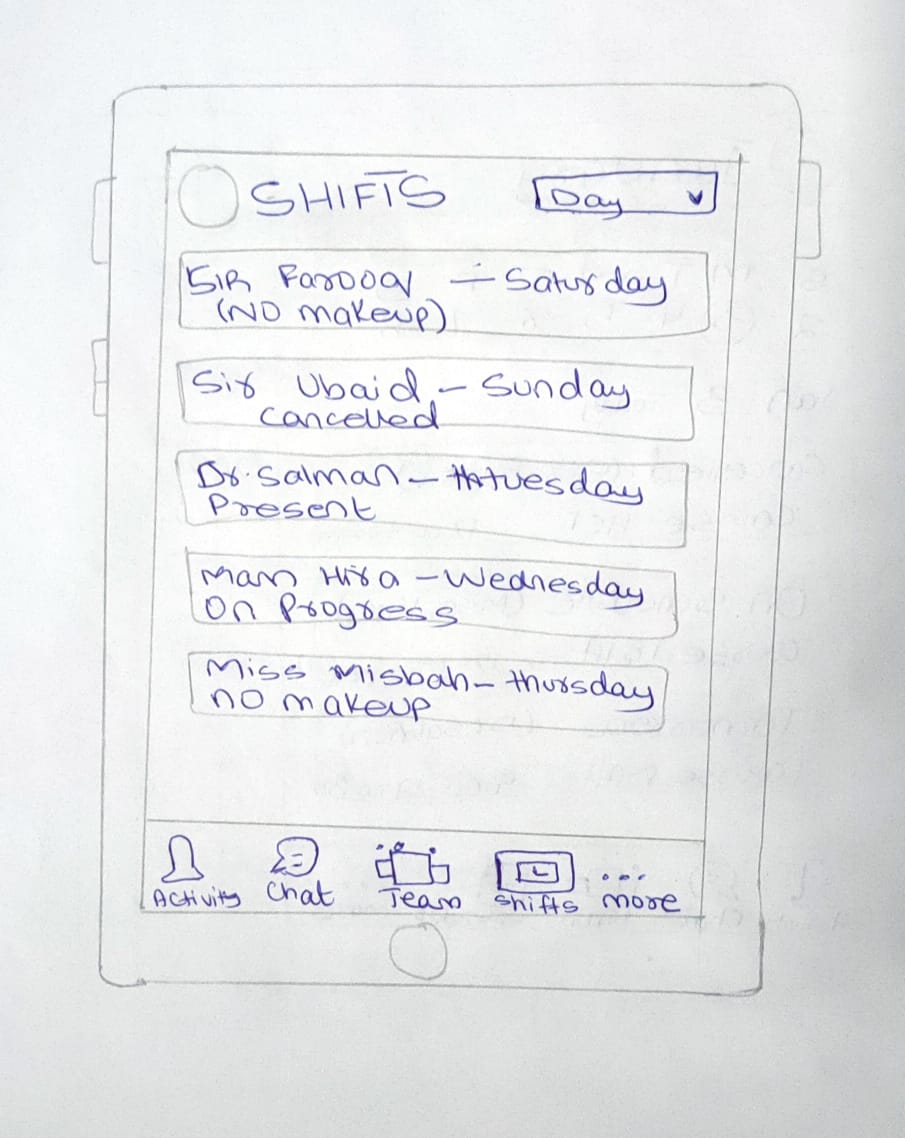 SHIFTS
Day
SIR Farooq - Saturday
(NO makeup)
Sir Ubaid - Sunday
cancelled
Dr. Salman - tuesday
Present
Mam Hira - Wednesday
On Progress
Miss Misbah - thursday
no makeup
Activity
Chat
Team
Shifts
more